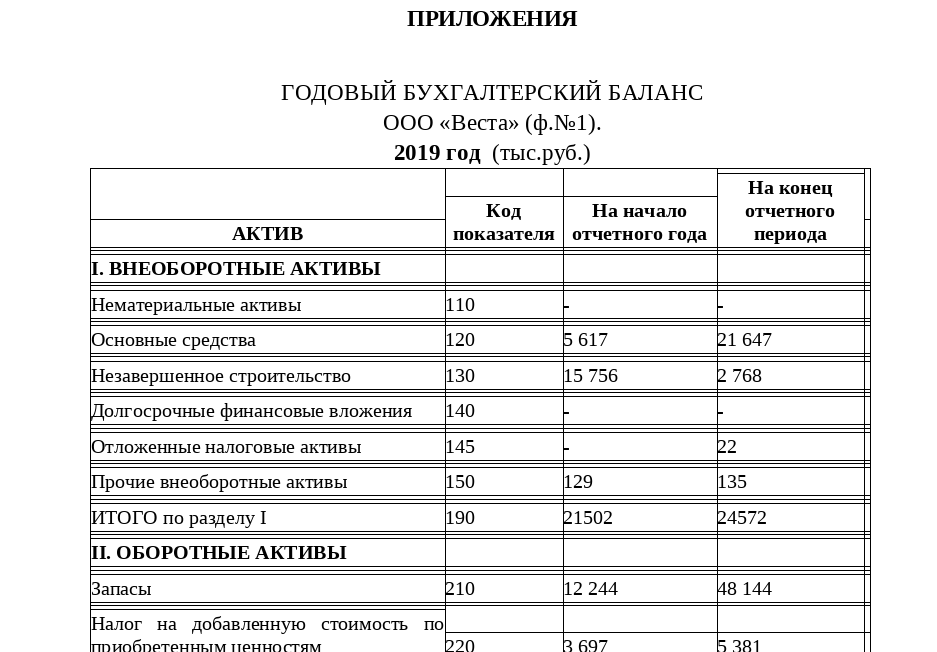 ПРИЛОЖЕНИЯ
ГОДОВЫЙ БУХГАЛТЕРСКИЙ БАЛАНС
ООО «Веста» (ф.№1).
2019 год (тыс.руб.)
АКТИВ Код показателя На начало отчетного года На конец отчетного периода
I. ВНЕОБОРОТНЫЕ АКТИВЫ
Нематериальные активы 110 - -
Основные средства 120 5 617 21 647
Незавершенное строительство 130 15 756 2 768
Долгосрочные финансовые вложения 140 - -
Отложенные налоговые активы 145 - 22
Прочие внеоборотные активы 150 129 135
ИТОГО по разделу I 190 21502 24572
II. ОБОРОТНЫЕ АКТИВЫ
Запасы 210 12 244 48 144
Налог на добавленную стоимость по
приобретенным ценностям 220 3 697 5 381